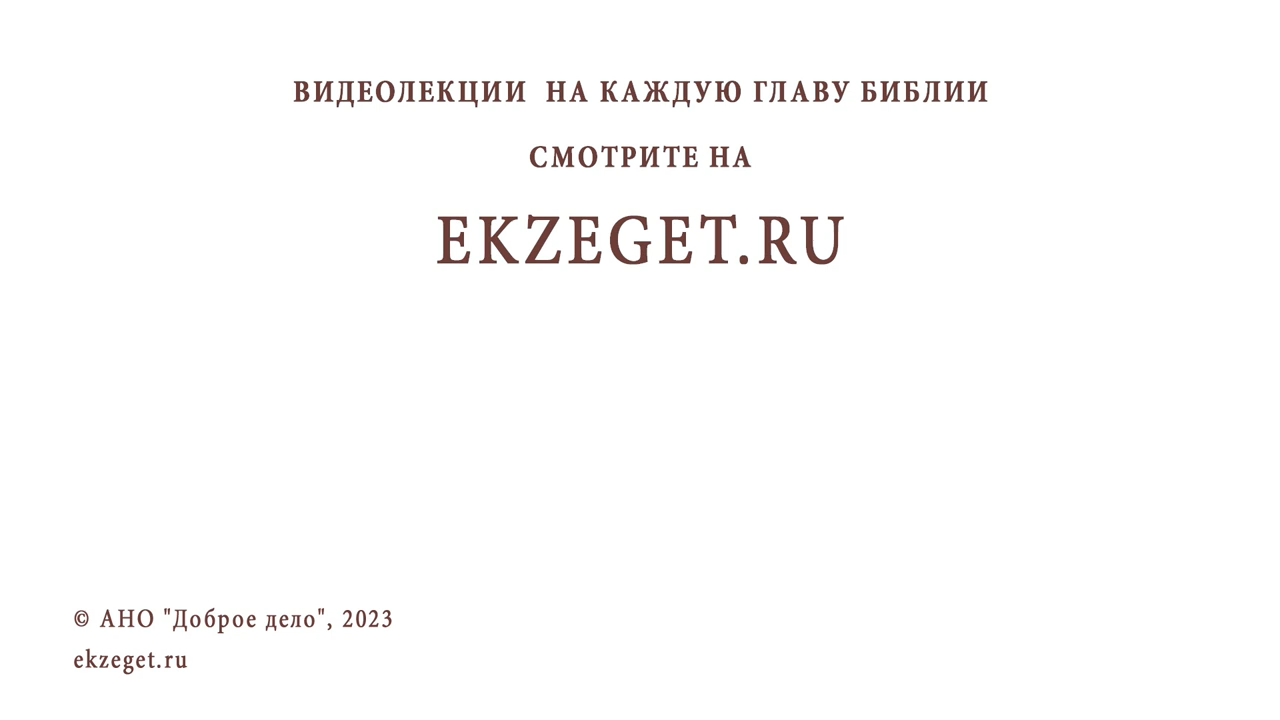 ВИДЕОЛЕКЦИИ НА КАЖДУЮ ГЛАВУ БИБЛИИ
СМОТРИТЕ НА
EKZEGET.RU
© АНО "Доброе дело", 2023
ekzeget.ru